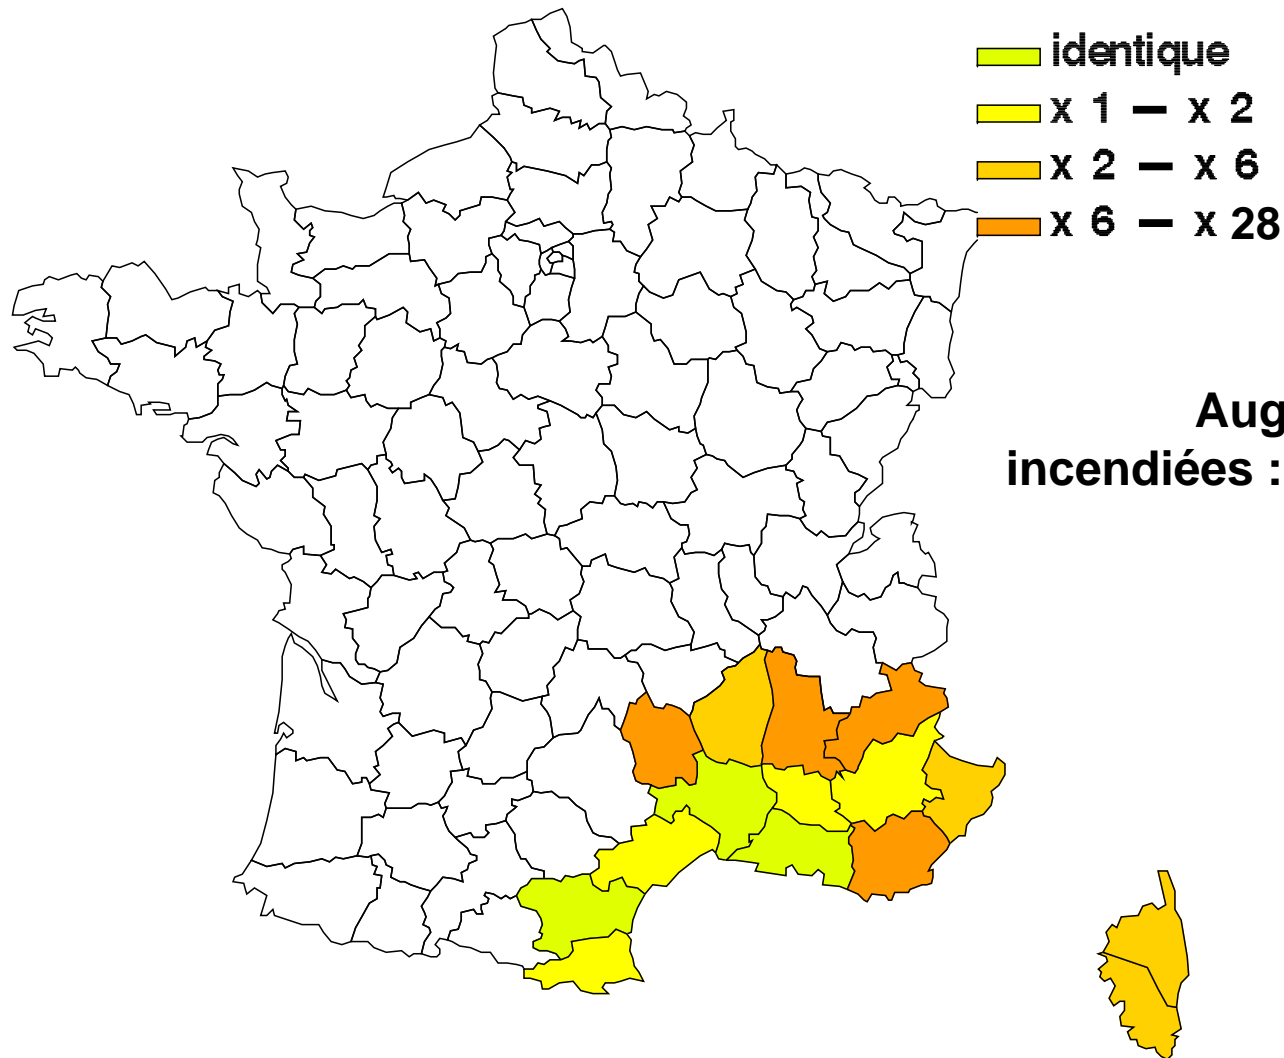 identique
x 1 – x 2
x 2 – x 6
x 6 – x 28
Aug
incendiées :